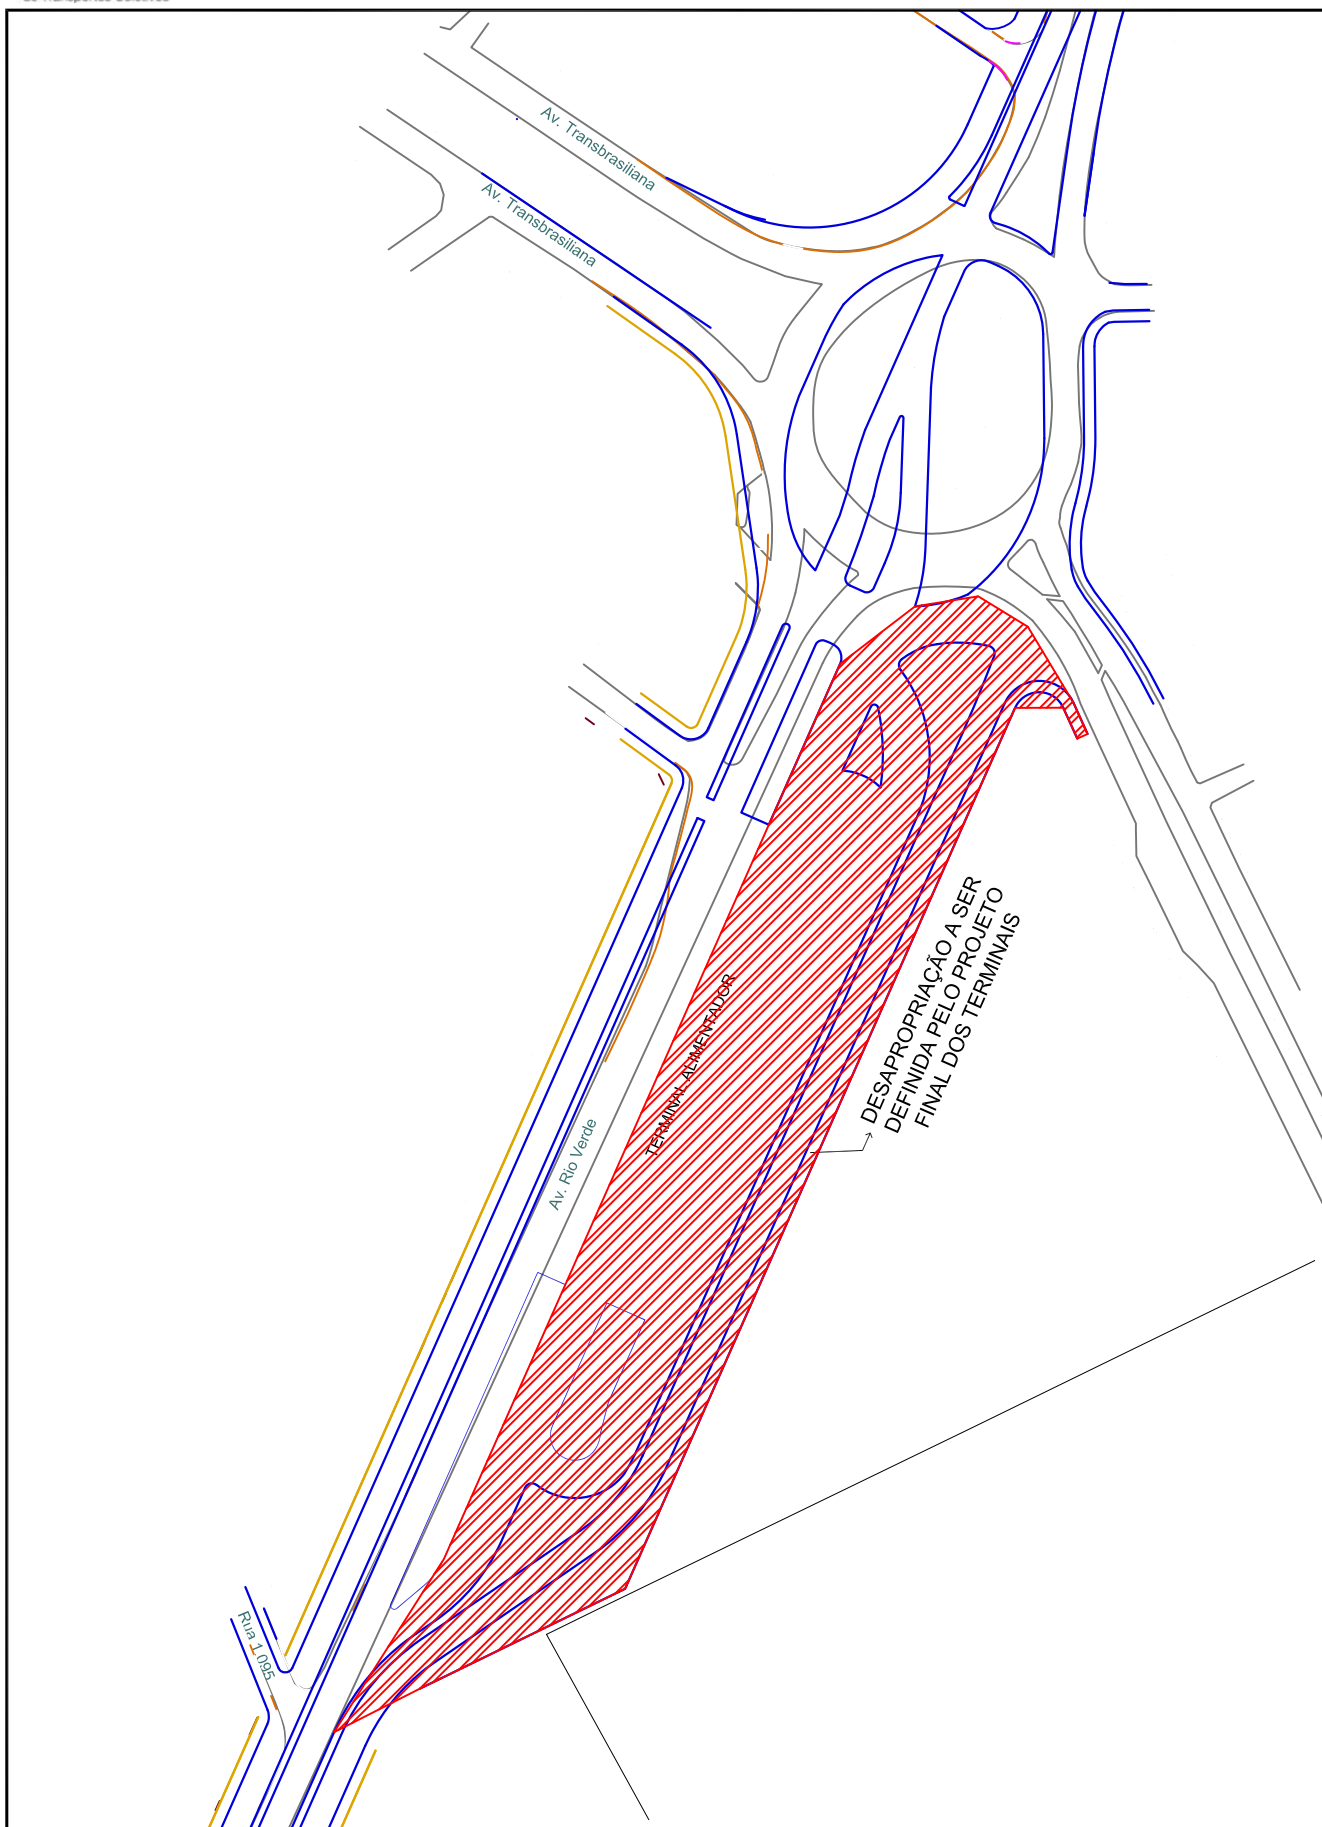 Av. Transbrasiliana
Av. Transbrasiliana
DESAPROPRIAÇÃO A SER
DEFINIDA PELO PROJETO
FINAL DOS TERMINAIS
TERMINAL ALIMENTADOR
Av. Rio Verde
Rua 1.095